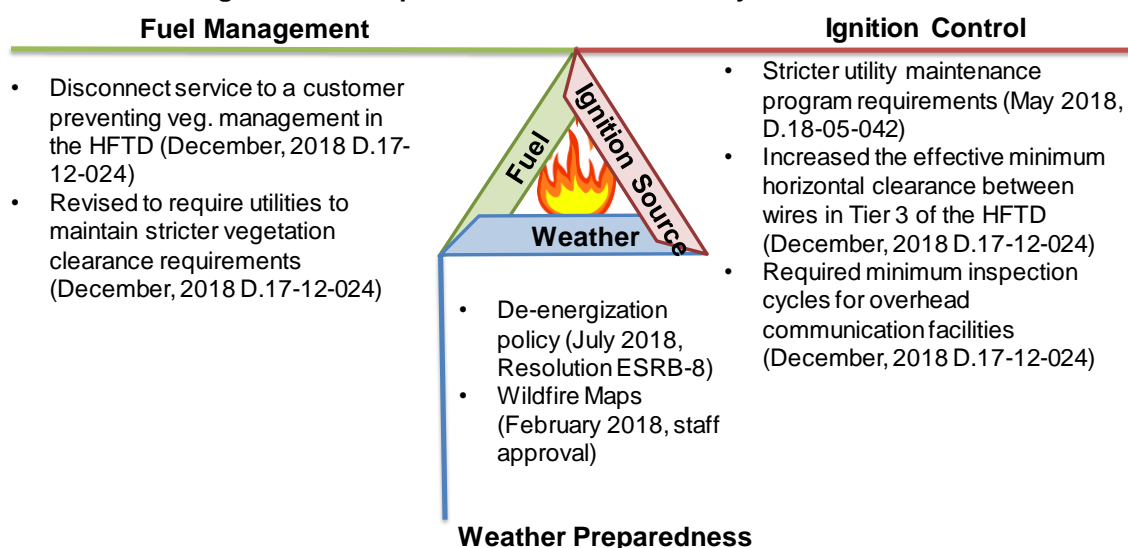 Fuel Management
Ignition Control
• Disconnect service to a customer
preventing veg. management in
the HFTD (December, 2018 D.17-
12-024)
• Revised to require utilities to
maintain stricter vegetation
clearance requirements
(December, 2018 D.17-12-024)
Fuel
Ignition Source
Weather
• Stricter utility maintenance
program requirements (May 2018,
D.18-05-042)
• Increased the effective minimum
horizontal clearance between
wires in Tier 3 of the HFTD
(December, 2018 D.17-12-024)
• Required minimum inspection
cycles for overhead
communication facilities
(December, 2018 D.17-12-024)
• De-energization
policy (July 2018,
Resolution ESRB-8)
• Wildfire Maps
(February 2018, staff
approval)
Weather Preparedness